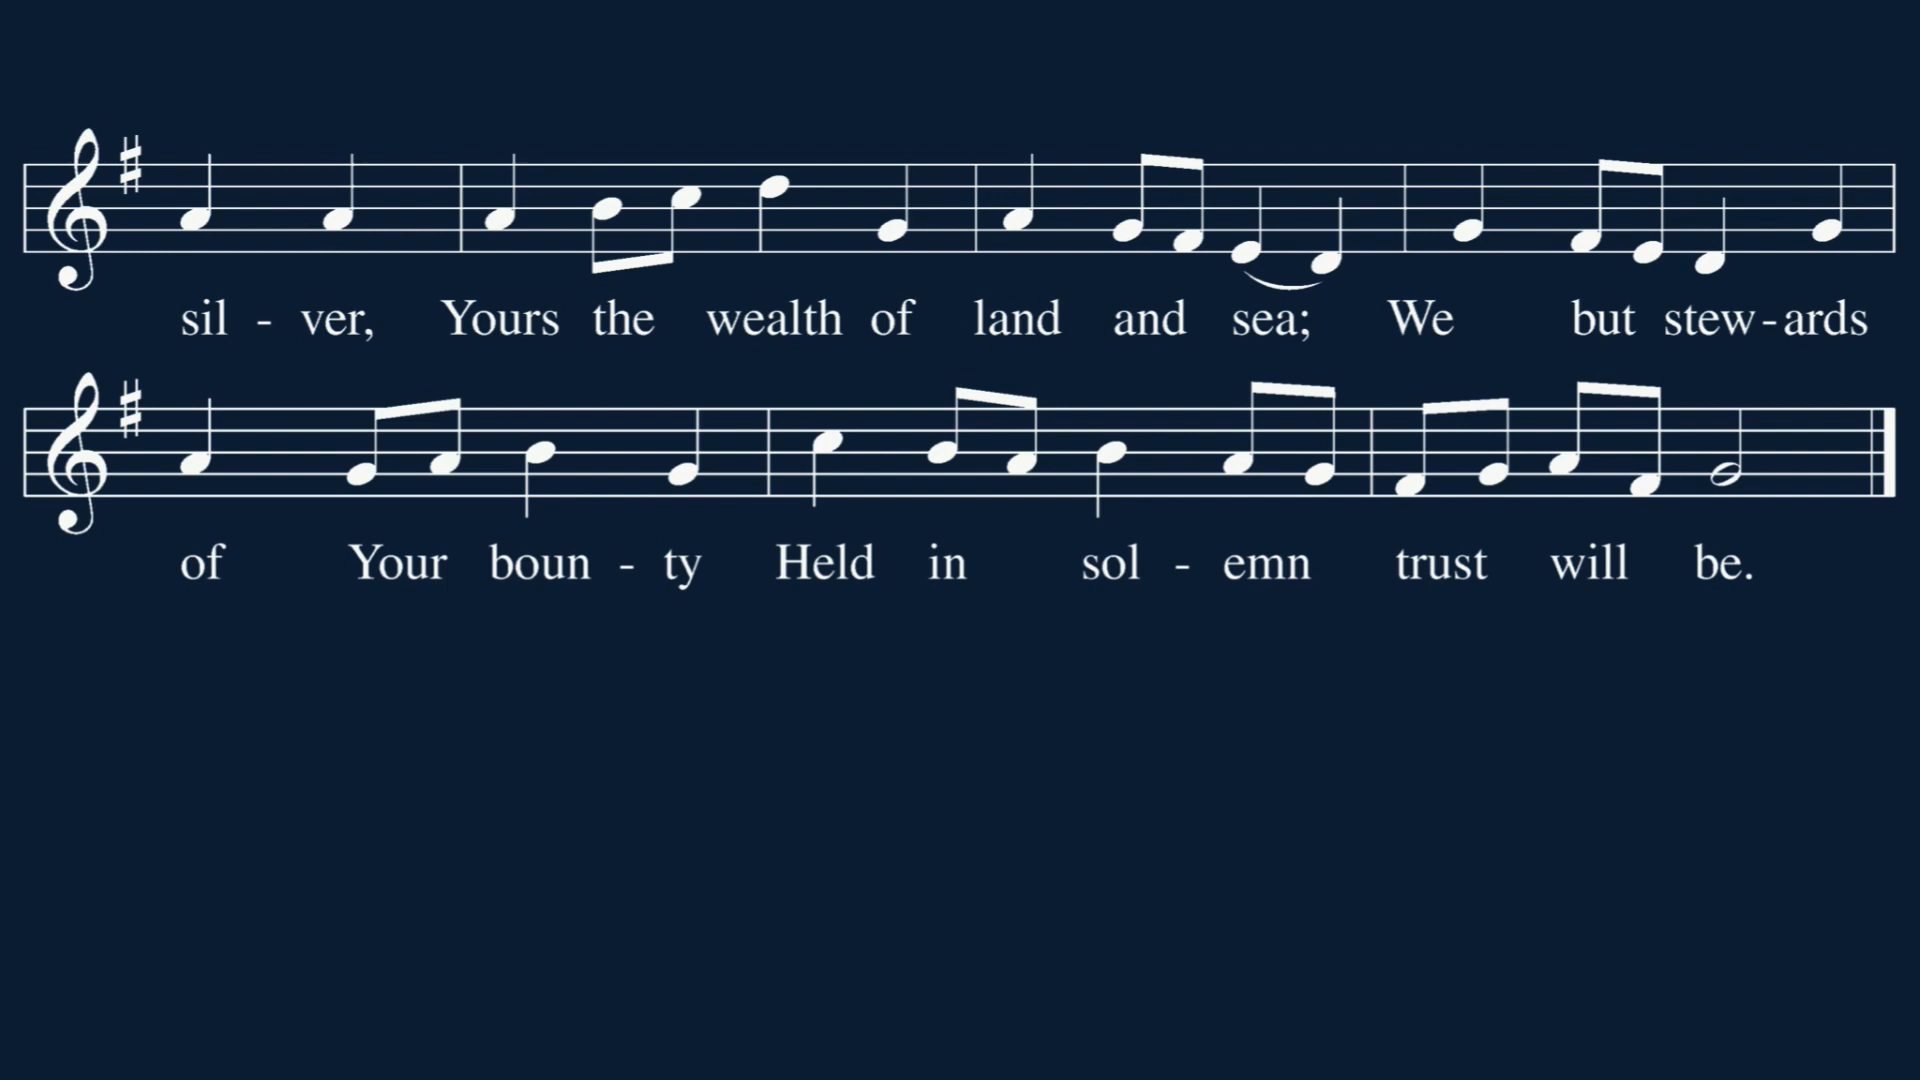 sil - ver, Yours the wealth of land and sea; We but stew - ards
of Your boun - ty Held in sol - emn trust will be.